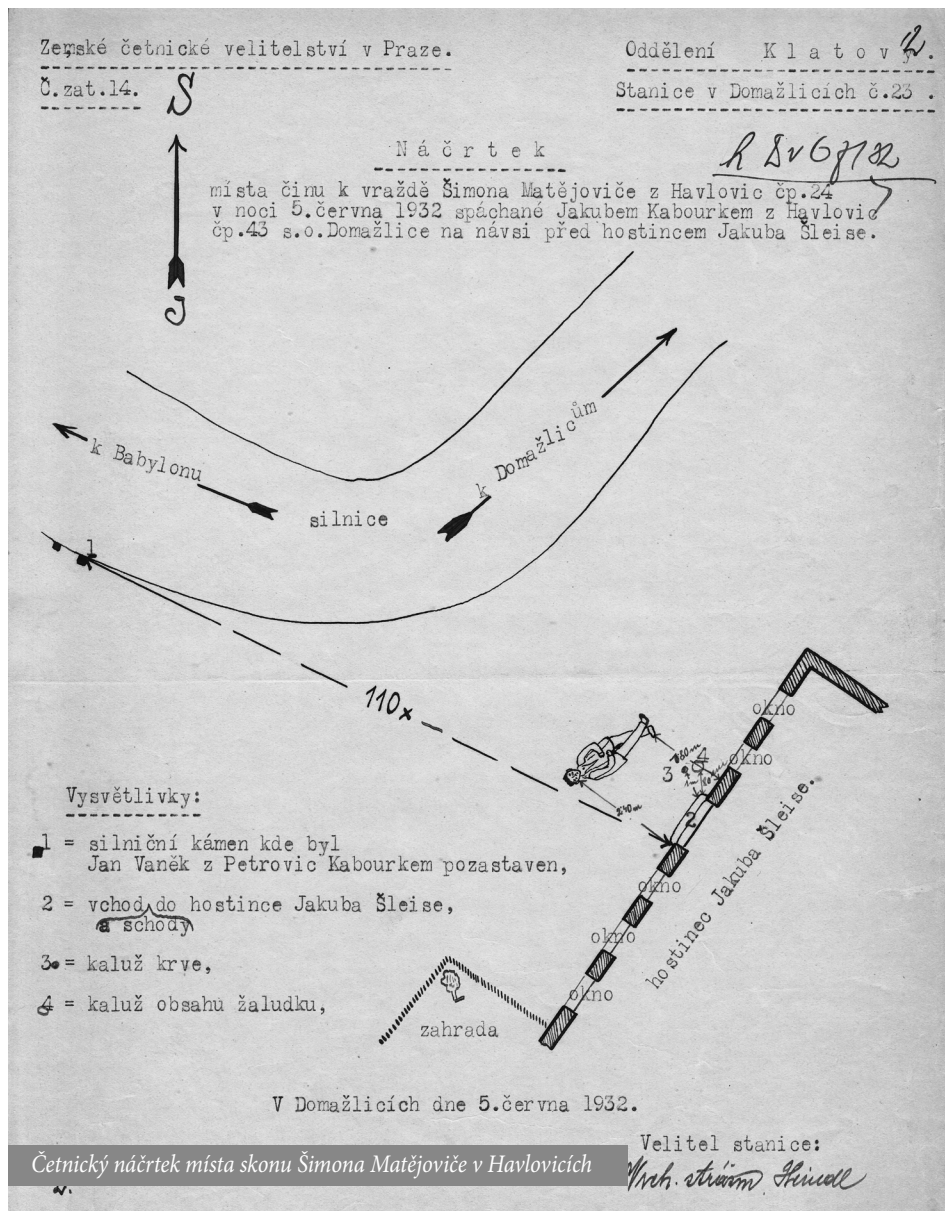 Zemské četnické velitelství v Praze.
Oddělení Klatovy 2.
Č.zat.14.
Stanice v Domažlicích č.23.
S
J
Náčrtek
místa činu k vraždě Šimona Matějoviče z Havlovic čp.24
v noci 5.června 1932 spáchané Jakubem Kabourkem z Havlovic
čp.43 s.o.Domažlice na návsi před hostincem Jakuba Šleise.
k Babylonu
k Domažlicům
silnice
1
110x
okno
okno
3
4
2
okno
okno
okno
hostinec Jakuba Šleise.
zahrada
Vysvětlivky:
1 = silniční kámen kde byl
Jan Vaněk z Petrovic Kabourkem pozastaven,
2 = vchod do hostince Jakuba Šleise,
a schody
3 = kaluž krve,
4 = kaluž obsahu žaludku,
V Domažlicích dne 5.června 1932.
Velitel stanice:
Vrch. strážm. Heindl
Četnický náčrtek místa skonu Šimona Matějoviče v Havlovicích